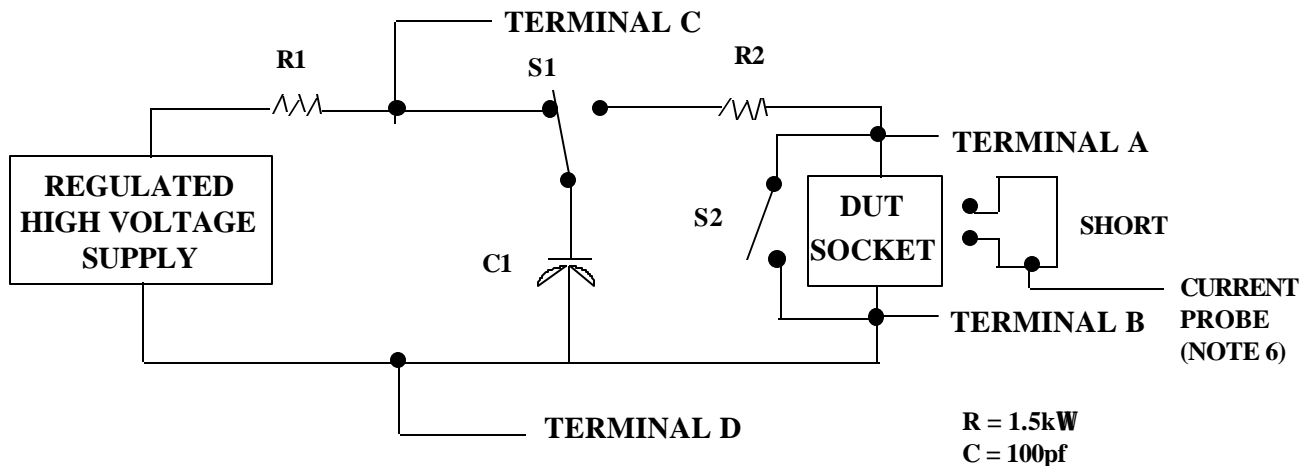 TERMINAL C
R1
S1
R2
TERMINAL A
REGULATED
HIGH VOLTAGE
SUPPLY
S2
DUT
SOCKET
SHORT
C1
CURRENT
PROBE
(NOTE 6)
TERMINAL B
TERMINAL D
R = 1.5kW
C = 100pf